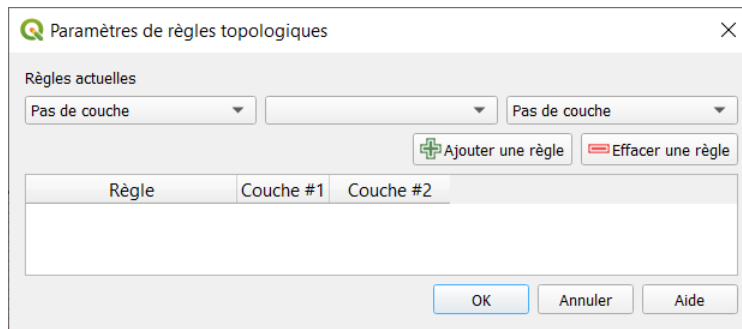 Paramètres de règles topologiques
Règles actuelles
Pas de couche Pas de couche
Ajouter une règle Effacer une règle
Règle Couche #1 Couche #2
OK Annuler Aide